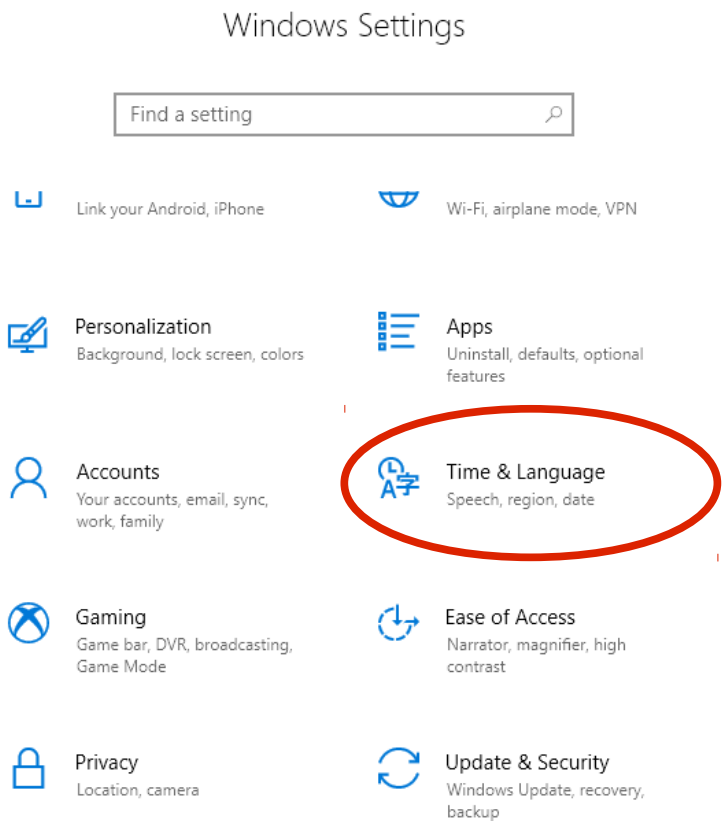 Windows Settings
Find a setting
Link your Android, iPhone
Wi-Fi, airplane mode, VPN
Personalization
Background, lock screen, colors
Apps
Uninstall, defaults, optional
features
Accounts
Your accounts, email, sync,
work, family
Time & Language
Speech, region, date
Gaming
Game bar, DVR, broadcasting,
Game Mode
Ease of Access
Narrator, magnifier, high
contrast
Privacy
Location, camera
Update & Security
Windows Update, recovery,
backup